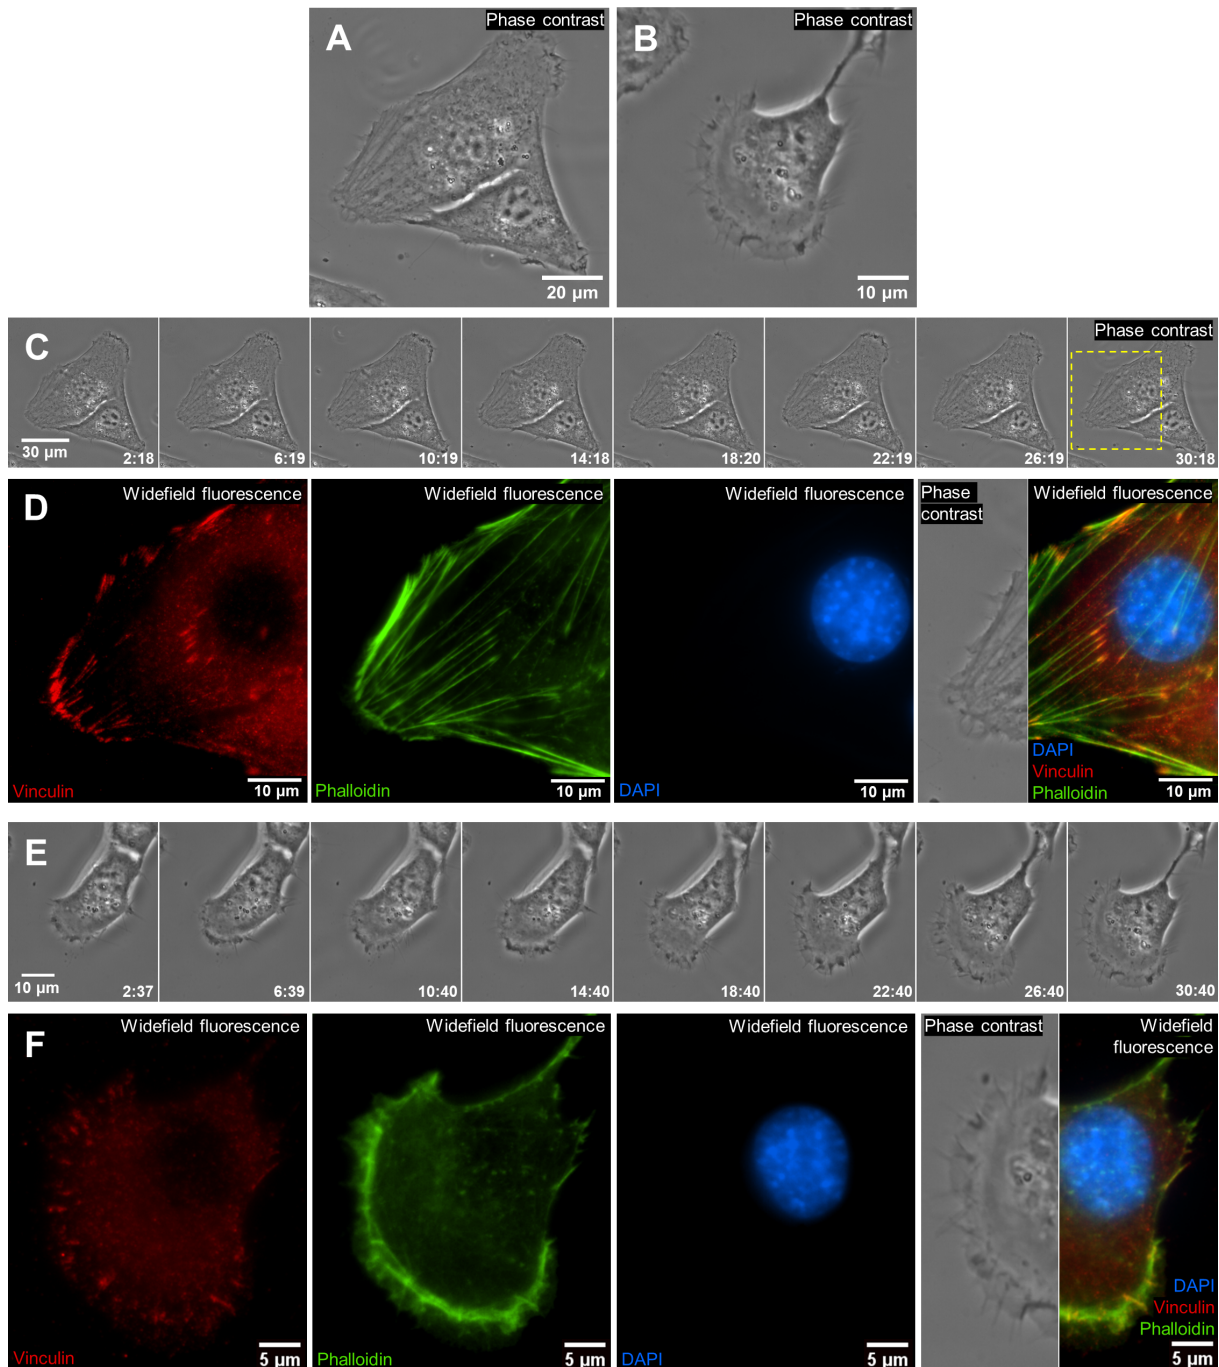 A
Phase contrast
20 µm
B
Phase contrast
10 µm
C
Phase contrast
30 µm
2:18
6:19
10:19
14:18
18:20
22:19
26:19
30:18
D
Widefield fluorescence
Vinculin
10 µm
Widefield fluorescence
Phalloidin
10 µm
Widefield fluorescence
DAPI
10 µm
Phase
contrast
Widefield fluorescence
DAPI
Vinculin
Phalloidin
10 µm
E
10 µm
2:37
6:39
10:40
14:40
18:40
22:40
26:40
30:40
F
Widefield fluorescence
Vinculin
5 µm
Widefield fluorescence
Phalloidin
5 µm
Widefield fluorescence
DAPI
5 µm
Phase contrast
Widefield
fluorescence
DAPI
Vinculin
Phalloidin
5 µm